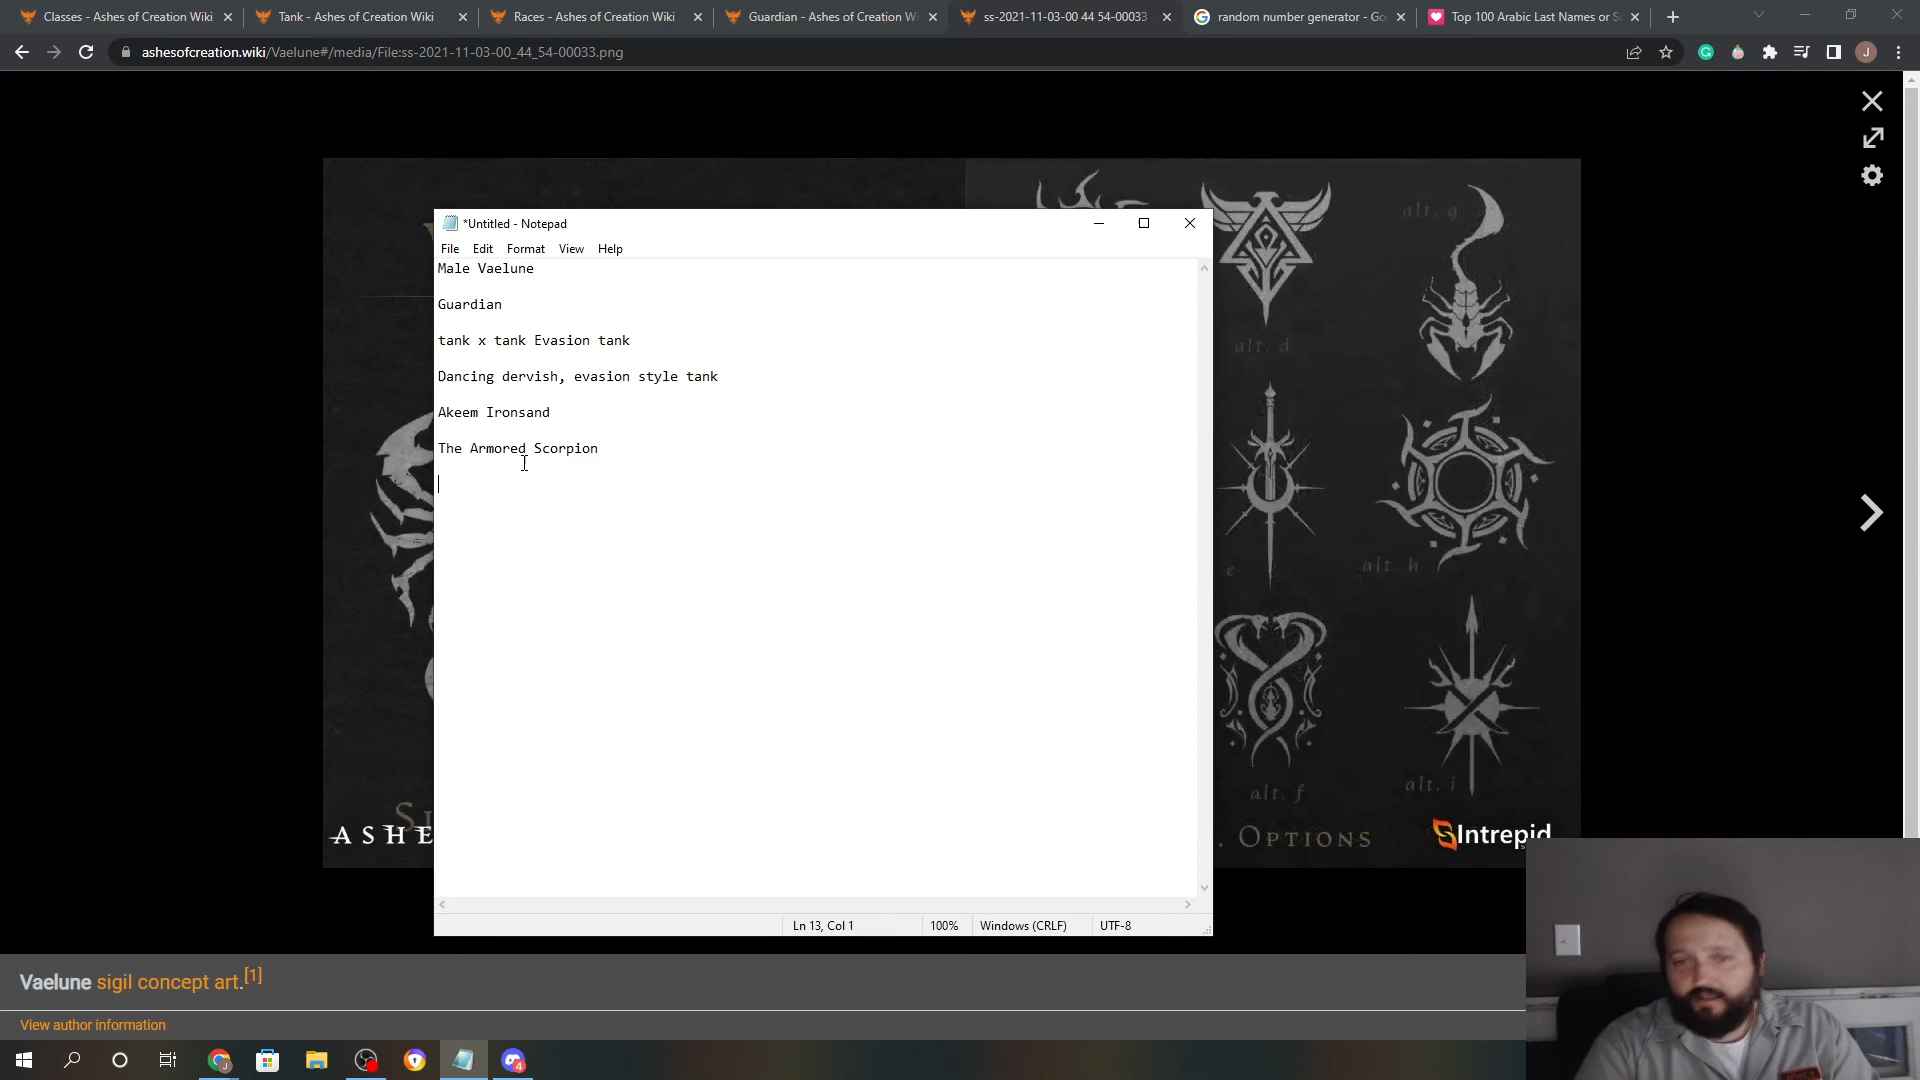 Classes - Ashes of Creation Wiki
Tank - Ashes of Creation Wiki
Races - Ashes of Creation Wiki
Guardian - Ashes of Creation W
ss-2021-11-03-00 44 54-00033
random number generator - Go
Top 100 Arabic Last Names or S
ashesofcreation.wiki/Vaelune#/media/File:ss-2021-11-03-00_44_54-00033.png
J
*Untitled - Notepad
File Edit Format View Help
Male Vaelune
Guardian
tank x tank Evasion tank
Dancing dervish, evasion style tank
Akeem Ironsand
The Armored Scorpion
Ln 13, Col 1
100%
Windows (CRLF)
UTF-8
alt. g
alt. d
alt. h
e
alt. f
alt. i
ASHE
Options
Intrepid
Vaelune sigil concept art.[1]
View author information
4